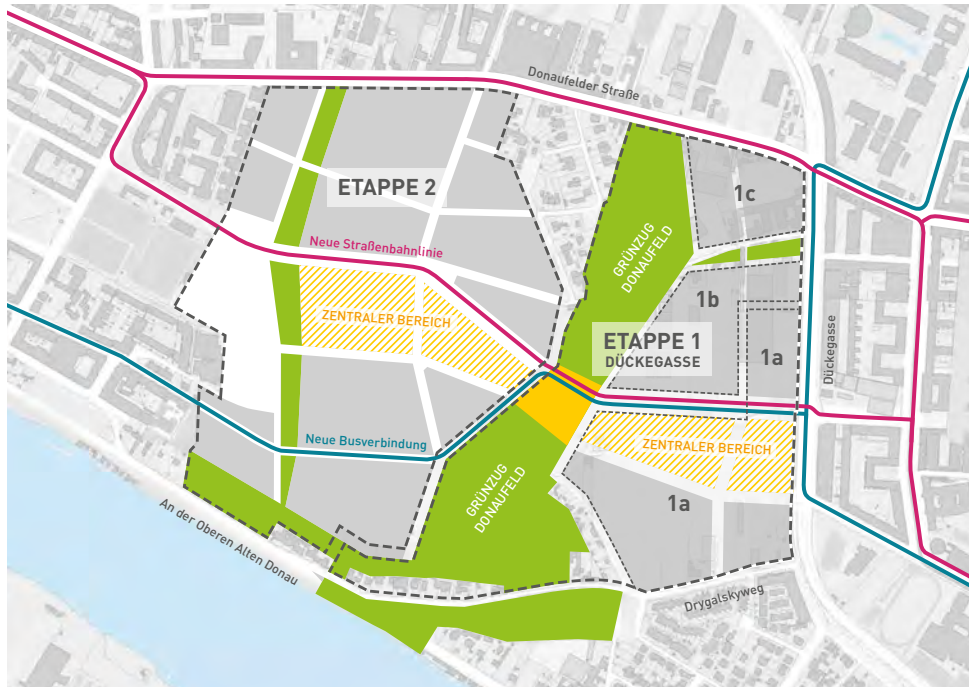 Donaufelder Straße
1c
ETAPPE 2
GRÜNZUG
DONAUFELD
Neue Straßenbahnlinie
1b
ZENTRALER BEREICH
ETAPPE 1
DÜCKEGASSE
1a
Dückegasse
Neue Busverbindung
ZENTRALER BEREICH
GRÜNZUG
DONAUFELD
1a
An der Oberen Alten Donau
Drygalskyweg